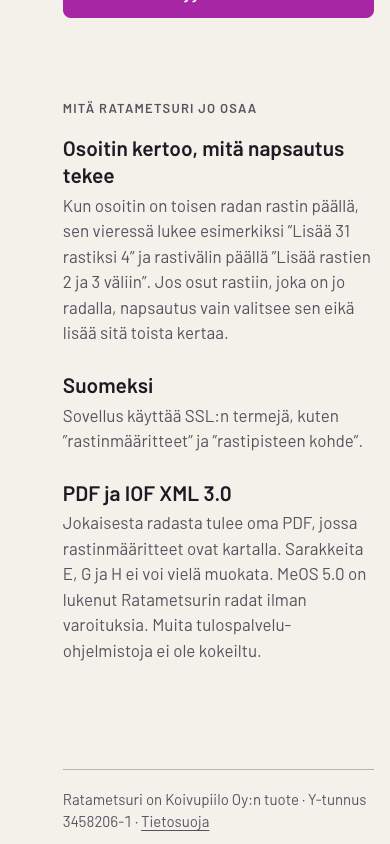 MITÄ RATAMETSURI JO OSAA
Osoitin kertoo, mitä napsautus
tekee
Kun osoitin on toisen radan rastin päällä,
sen vieressä lukee esimerkiksi ”Lisää 31
rastiksi 4” ja rastivälin päällä ”Lisää rastien
2 ja 3 väliin”. Jos osut rastiin, joka on jo
radalla, napsautus vain valitsee sen eikä
lisää sitä toista kertaa.
Suomeksi
Sovellus käyttää SSL:n termejä, kuten
”rastinmääritteet” ja ”rastipisteen kohde”.
PDF ja IOF XML 3.0
Jokaisesta radasta tulee oma PDF, jossa
rastinmääritteet ovat kartalla. Sarakkeita
E, G ja H ei voi vielä muokata. MeOS 5.0 on
lukenut Ratametsurin radat ilman
varoituksia. Muita tulospalvelu-
ohjelmistoja ei ole kokeiltu.
Ratametsuri on Koivupiilo Oy:n tuote · Y-tunnus
3458206-1 · Tietosuoja